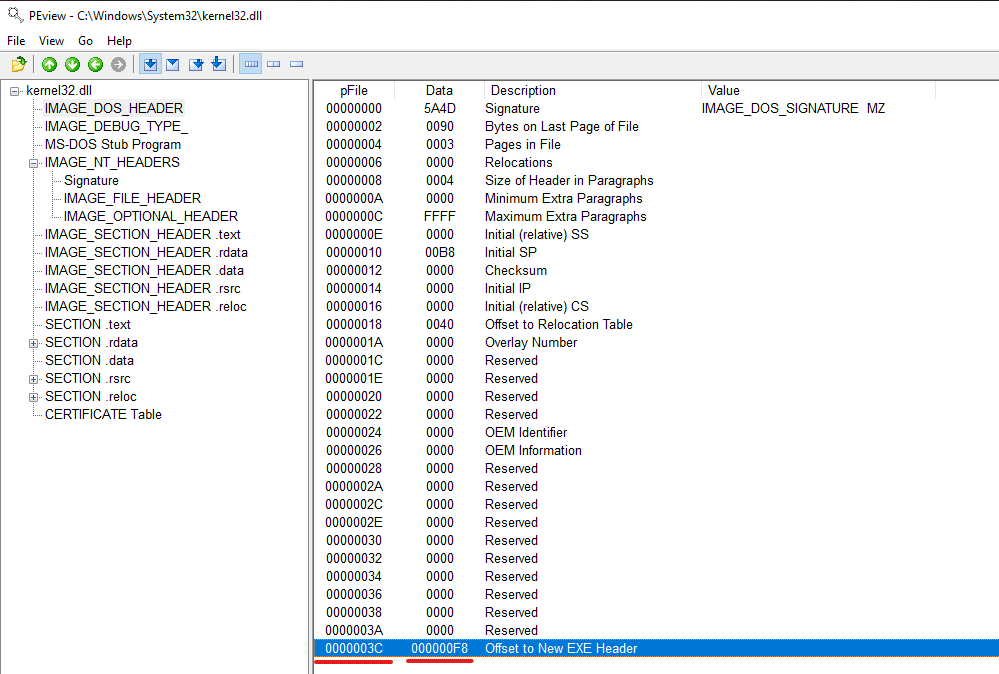 PEview - C:\Windows\System32\kernel32.dll
File View Go Help
kernel32.dll
IMAGE_DOS_HEADER
IMAGE_DEBUG_TYPE_
MS-DOS Stub Program
IMAGE_NT_HEADERS
Signature
IMAGE_FILE_HEADER
IMAGE_OPTIONAL_HEADER
IMAGE_SECTION_HEADER .text
IMAGE_SECTION_HEADER .rdata
IMAGE_SECTION_HEADER .data
IMAGE_SECTION_HEADER .rsrc
IMAGE_SECTION_HEADER .reloc
SECTION .text
SECTION .rdata
SECTION .data
SECTION .rsrc
SECTION .reloc
CERTIFICATE Table
pFile Data Description Value
00000000 5A4D Signature IMAGE_DOS_SIGNATURE MZ
00000002 0090 Bytes on Last Page of File
00000004 0003 Pages in File
00000006 0000 Relocations
00000008 0004 Size of Header in Paragraphs
0000000A 0000 Minimum Extra Paragraphs
0000000C FFFF Maximum Extra Paragraphs
0000000E 0000 Initial (relative) SS
00000010 00B8 Initial SP
00000012 0000 Checksum
00000014 0000 Initial IP
00000016 0000 Initial (relative) CS
00000018 0040 Offset to Relocation Table
0000001A 0000 Overlay Number
0000001C 0000 Reserved
0000001E 0000 Reserved
00000020 0000 Reserved
00000022 0000 Reserved
00000024 0000 OEM Identifier
00000026 0000 OEM Information
00000028 0000 Reserved
0000002A 0000 Reserved
0000002C 0000 Reserved
0000002E 0000 Reserved
00000030 0000 Reserved
00000032 0000 Reserved
00000034 0000 Reserved
00000036 0000 Reserved
00000038 0000 Reserved
0000003A 0000 Reserved
0000003C 000000F8 Offset to New EXE Header